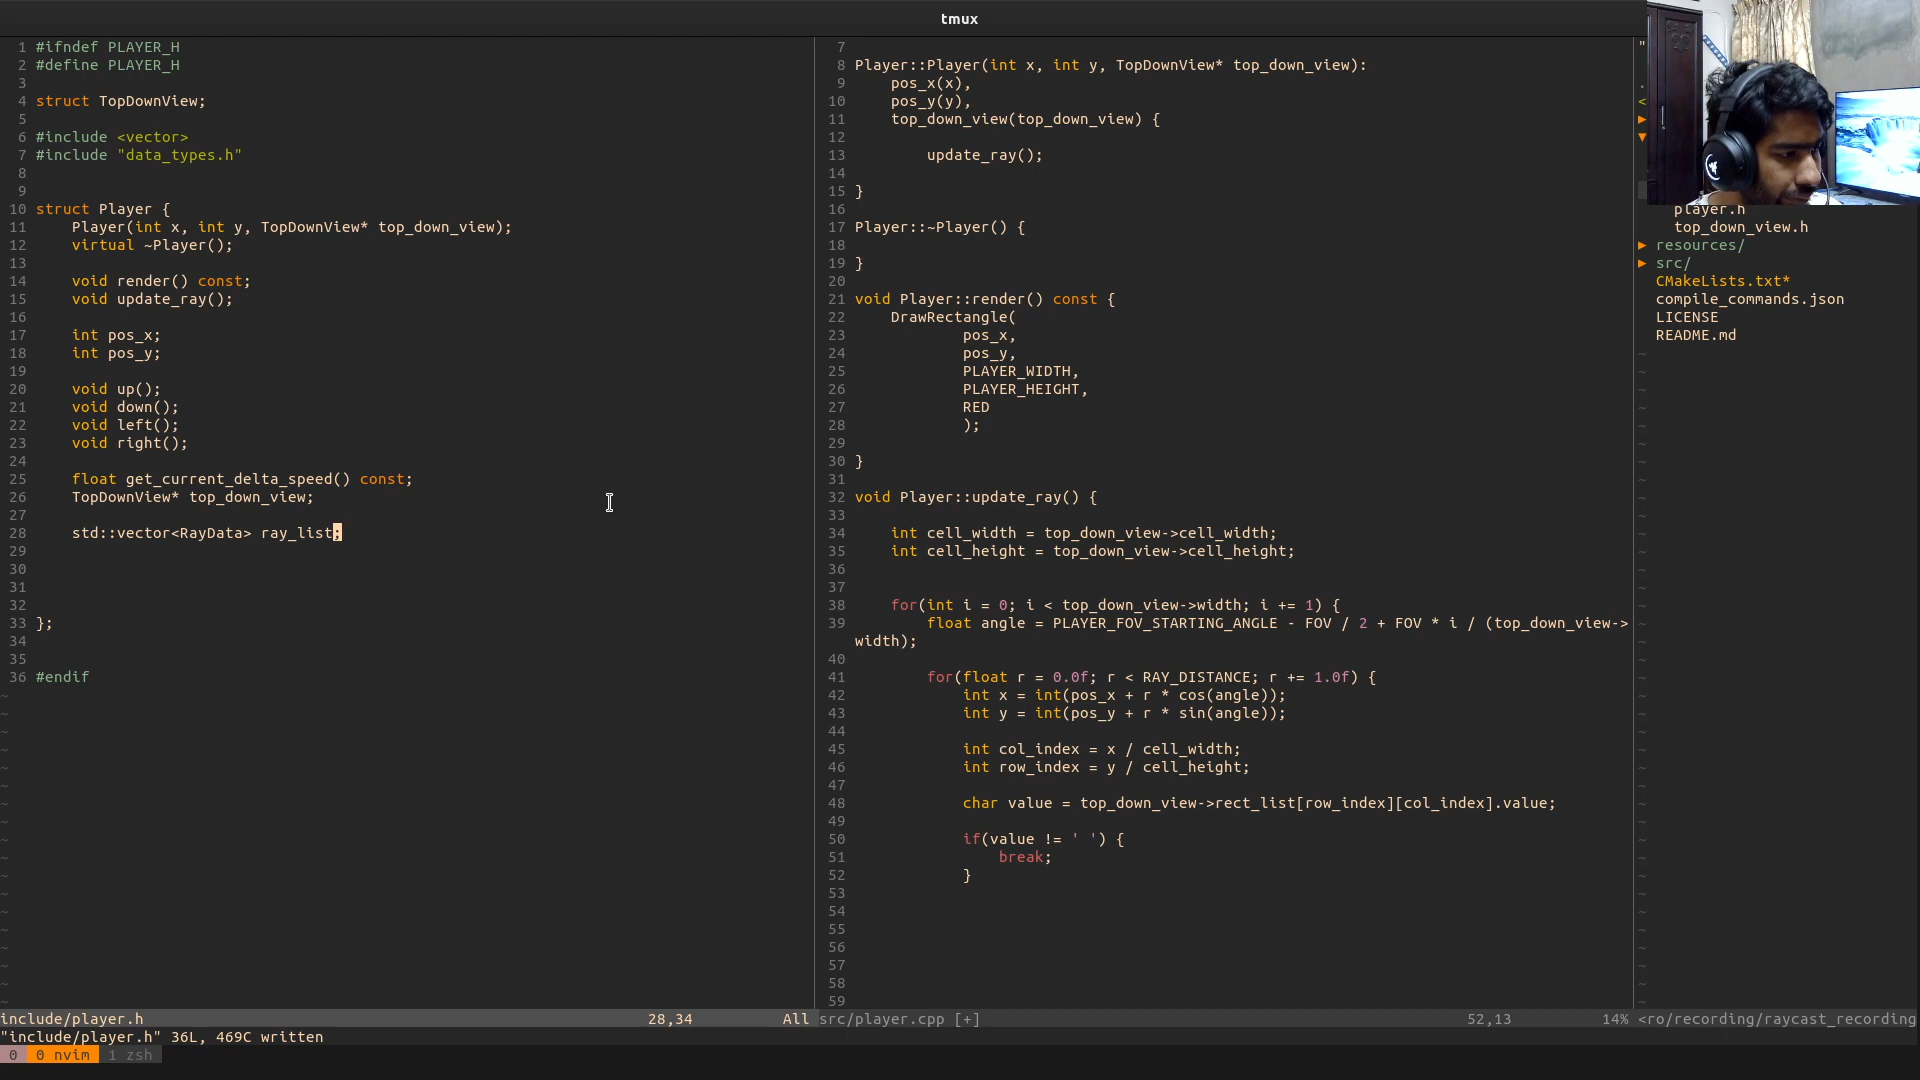 tmux
1 #ifndef PLAYER_H
2 #define PLAYER_H
3
4 struct TopDownView;
5
6 #include <vector>
7 #include "data_types.h"
8
9
10 struct Player {
11     Player(int x, int y, TopDownView* top_down_view);
12     virtual ~Player();
13
14     void render() const;
15     void update_ray();
16
17     int pos_x;
18     int pos_y;
19
20     void up();
21     void down();
22     void left();
23     void right();
24
25     float get_current_delta_speed() const;
26     TopDownView* top_down_view;
27
28     std::vector<RayData> ray_list;
29
30
31
32
33 };
34
35
36 #endif
include/player.h 28,34 All
7
8 Player::Player(int x, int y, TopDownView* top_down_view):
9     pos_x(x),
10     pos_y(y),
11     top_down_view(top_down_view) {
12
13         update_ray();
14
15 }
16
17 Player::~Player() {
18
19 }
20
21 void Player::render() const {
22     DrawRectangle(
23             pos_x,
24             pos_y,
25             PLAYER_WIDTH,
26             PLAYER_HEIGHT,
27             RED
28             );
29
30 }
31
32 void Player::update_ray() {
33
34     int cell_width = top_down_view->cell_width;
35     int cell_height = top_down_view->cell_height;
36
37
38     for(int i = 0; i < top_down_view->width; i += 1) {
39         float angle = PLAYER_FOV_STARTING_ANGLE - FOV / 2 + FOV * i / (top_down_view->
width);
40
41         for(float r = 0.0f; r < RAY_DISTANCE; r += 1.0f) {
42             int x = int(pos_x + r * cos(angle));
43             int y = int(pos_y + r * sin(angle));
44
45             int col_index = x / cell_width;
46             int row_index = y / cell_height;
47
48             char value = top_down_view->rect_list[row_index][col_index].value;
49
50             if(value != ' ') {
51                 break;
52             }
53
54
55
56
57
58
59
src/player.cpp [+] 52,13 14%
player.h
top_down_view.h
▶ resources/
▶ src/
CMakeLists.txt*
compile_commands.json
LICENSE
README.md
<ro/recording/raycast_recording
"include/player.h" 36L, 469C written
0 0 nvim 1 zsh